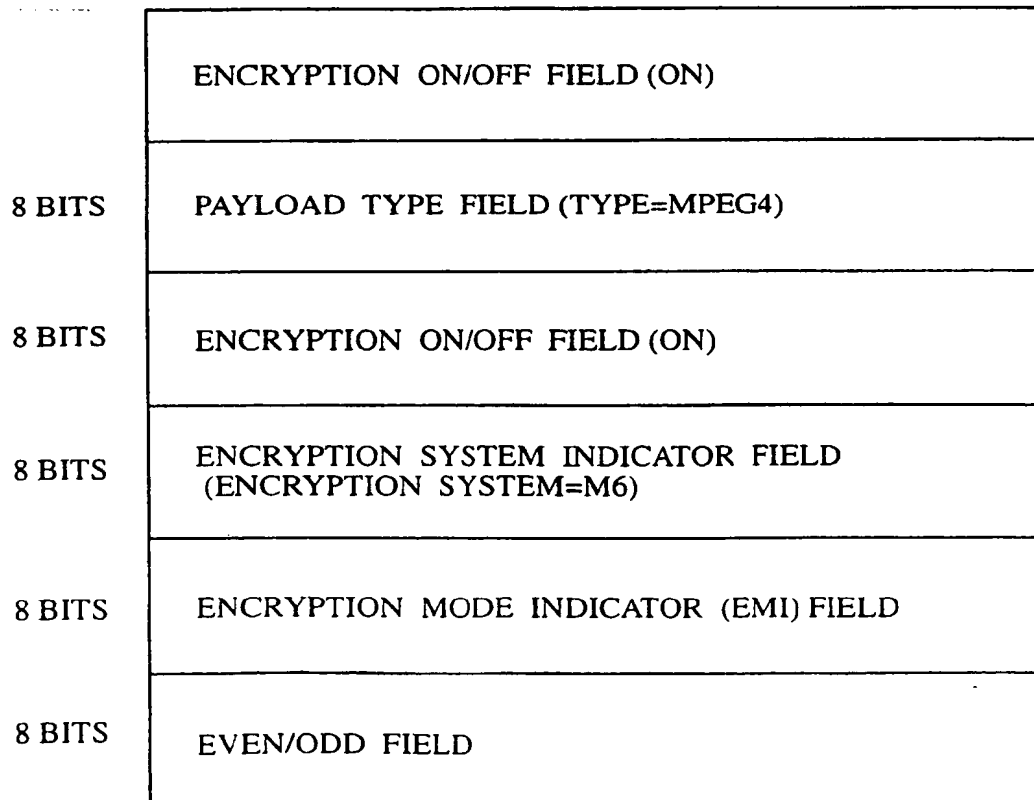 ENCRYPTION ON/OFF FIELD (ON)
8 BITS PAYLOAD TYPE FIELD (TYPE=MPEG4)
8 BITS ENCRYPTION ON/OFF FIELD (ON)
8 BITS ENCRYPTION SYSTEM INDICATOR FIELD
(ENCRYPTION SYSTEM=M6)
8 BITS ENCRYPTION MODE INDICATOR (EMI) FIELD
8 BITS EVEN/ODD FIELD